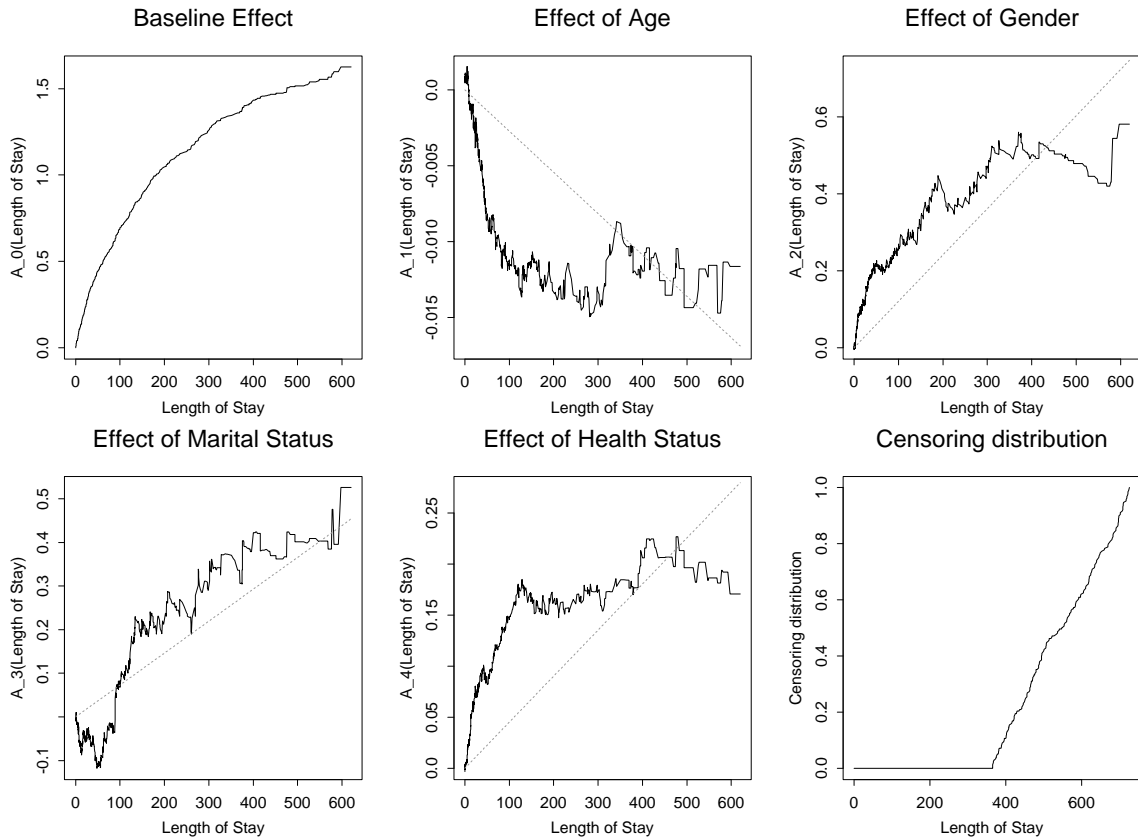 Baseline Effect
A_0(Length of Stay)
0.0 0.5 1.0 1.5
0 100 200 300 400 500 600
Length of Stay
Effect of Age
A_1(Length of Stay)
-0.015 -0.010 -0.005 0.0
0 100 200 300 400 500 600
Length of Stay
Effect of Gender
A_2(Length of Stay)
0.0 0.2 0.4 0.6
0 100 200 300 400 500 600
Length of Stay
Effect of Marital Status
A_3(Length of Stay)
-0.1 0.1 0.2 0.3 0.4 0.5
0 100 200 300 400 500 600
Length of Stay
Effect of Health Status
A_4(Length of Stay)
0.0 0.05 0.15 0.25
0 100 200 300 400 500 600
Length of Stay
Censoring distribution
Censoring distribution
0.0 0.2 0.4 0.6 0.8 1.0
0 200 400 600
Length of Stay